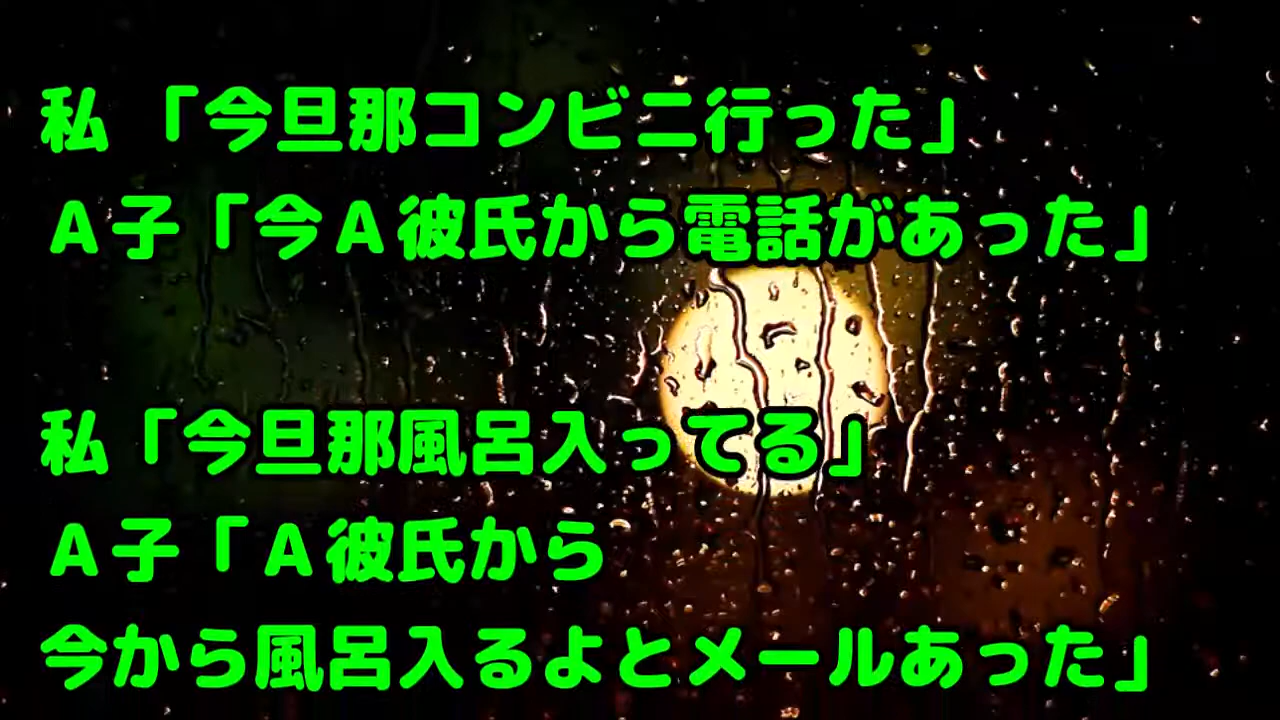 私 「今旦那コンビニ行った」
Ａ子「今Ａ彼氏から電話があった」
私「今旦那風呂入ってる」
Ａ子「Ａ彼氏から
今から風呂入るよとメールあった」